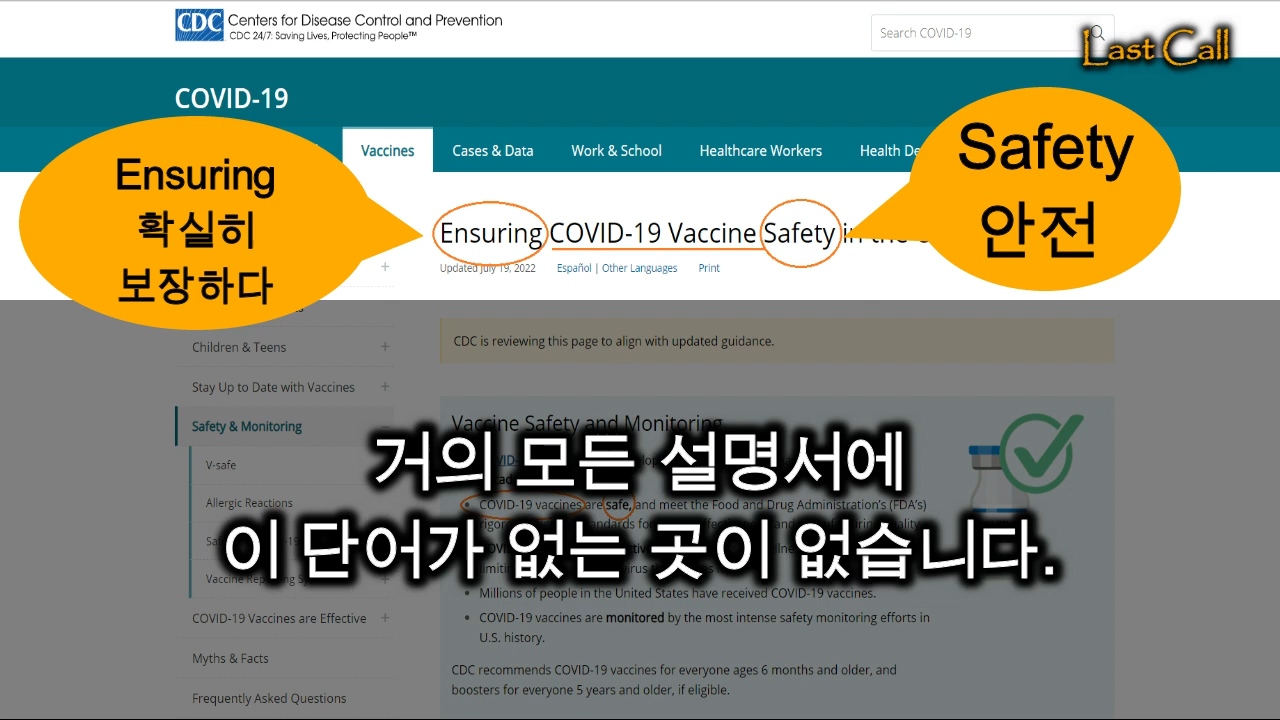 CDC Centers for Disease Control and Prevention
CDC 24/7: Saving Lives, Protecting People™
Search COVID-19
Last Call
COVID-19
Vaccines
Cases & Data
Work & School
Healthcare Workers
Health
Ensuring
확실히
보장하다
Safety
안전
Ensuring COVID-19 Vaccine Safety in the
Updated July 19, 2022
Español | Other Languages
Print
Children & Teens
Stay Up to Date with Vaccines
Safety & Monitoring
V-safe
Allergic Reactions
COVID-19 Vaccines are Effective
Myths & Facts
Frequently Asked Questions
CDC is reviewing this page to align with updated guidance.
Vaccine Safety and Monitoring
거의 모든 설명서에
이 단어가 없는 곳이 없습니다.
COVID-19 vaccines are safe, and meet the Food and Drug Administration's (FDA's)
Millions of people in the United States have received COVID-19 vaccines.
COVID-19 vaccines are monitored by the most intense safety monitoring efforts in
U.S. history.
CDC recommends COVID-19 vaccines for everyone ages 6 months and older, and
boosters for everyone 5 years and older, if eligible.